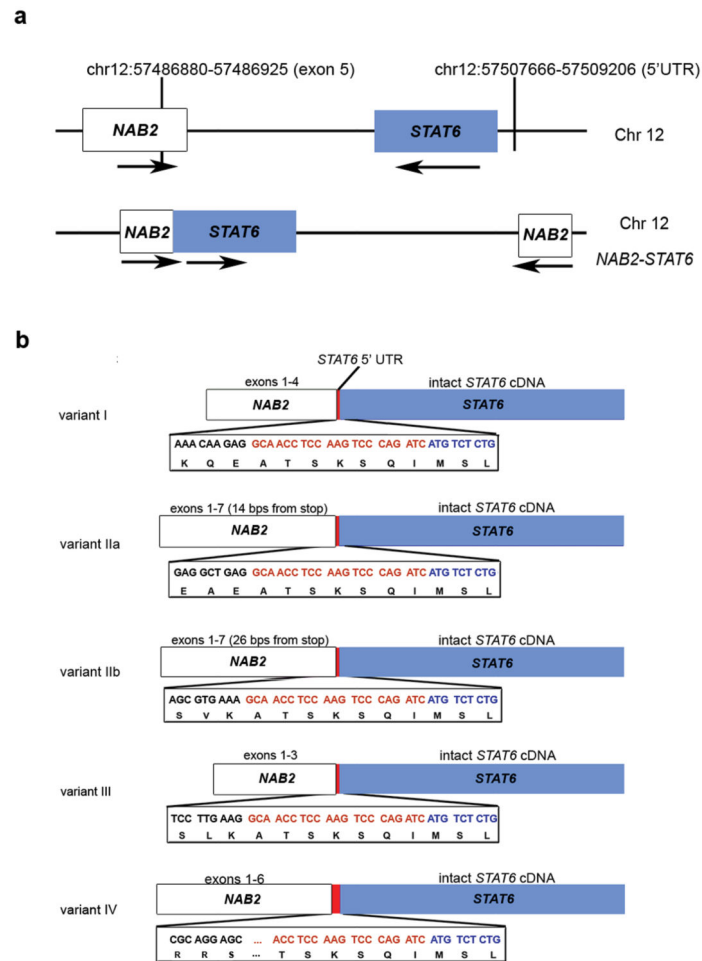 a
chr12:57486880-57486925 (exon 5)
chr12:57507666-57509206 (5'UTR)
NAB2
STAT6
Chr 12
NAB2
STAT6
NAB2
Chr 12
NAB2-STAT6
b
STAT6 5' UTR
exons 1-4
intact STAT6 cDNA
variant I
NAB2
STAT6
AAA CAA GAG GCA ACC TCC AAG TCC CAG ATC ATG TCT CTG
K Q E A T S K S Q I M S L
exons 1-7 (14 bps from stop)
intact STAT6 cDNA
variant IIa
NAB2
STAT6
GAG GCT GAG GCA ACC TCC AAG TCC CAG ATC ATG TCT CTG
E A E A T S K S Q I M S L
exons 1-7 (26 bps from stop)
intact STAT6 cDNA
variant IIb
NAB2
STAT6
AGC GTG AAA GCA ACC TCC AAG TCC CAG ATC ATG TCT CTG
S V K A T S K S Q I M S L
exons 1-3
intact STAT6 cDNA
variant III
NAB2
STAT6
TCC TTG AAG GCA ACC TCC AAG TCC CAG ATC ATG TCT CTG
S L K A T S K S Q I M S L
exons 1-6
intact STAT6 cDNA
variant IV
NAB2
STAT6
CGC AGG AGC ... ACC TCC AAG TCC CAG ATC ATG TCT CTG
R R S ... T S K S Q I M S L